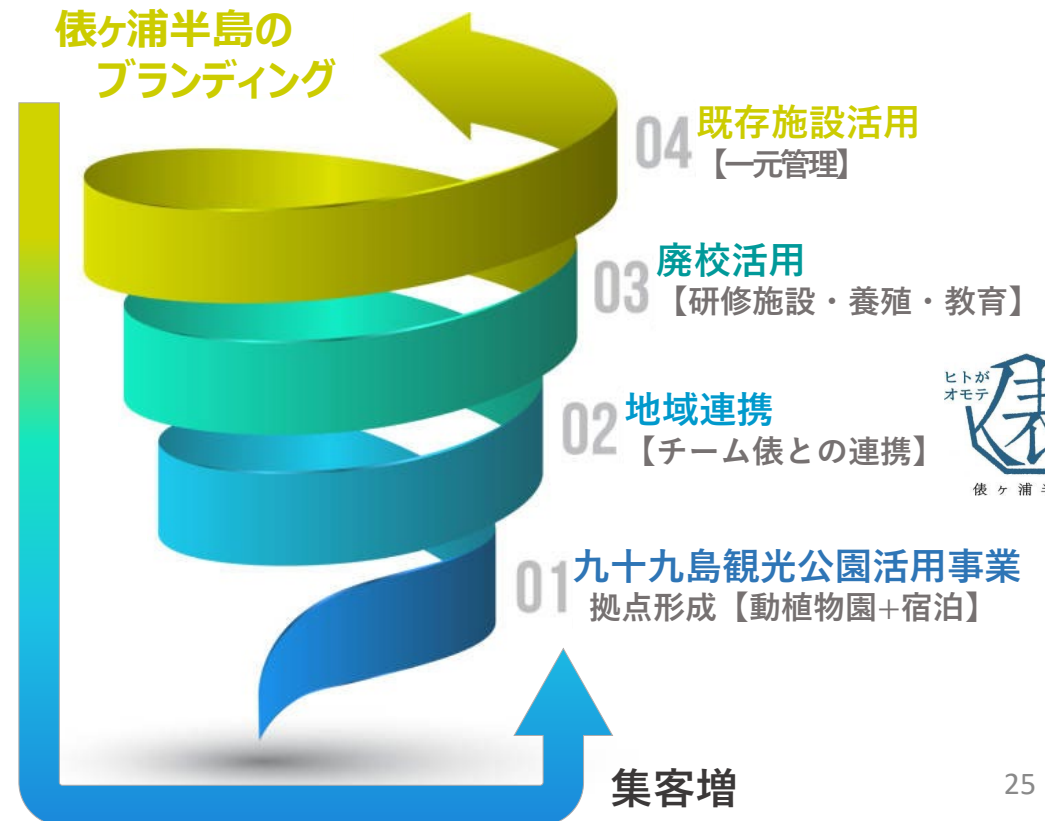 俵ヶ浦半島の
ブランディング
04 既存施設活用
【一元管理】
03 廃校活用
【研修施設・養殖・教育】
ヒトが
オモテ
俵
02 地域連携
【チーム俵との連携】
俵ヶ浦
01 九十九島観光公園活用事業
拠点形成【動植物園+宿泊】
集客増
25